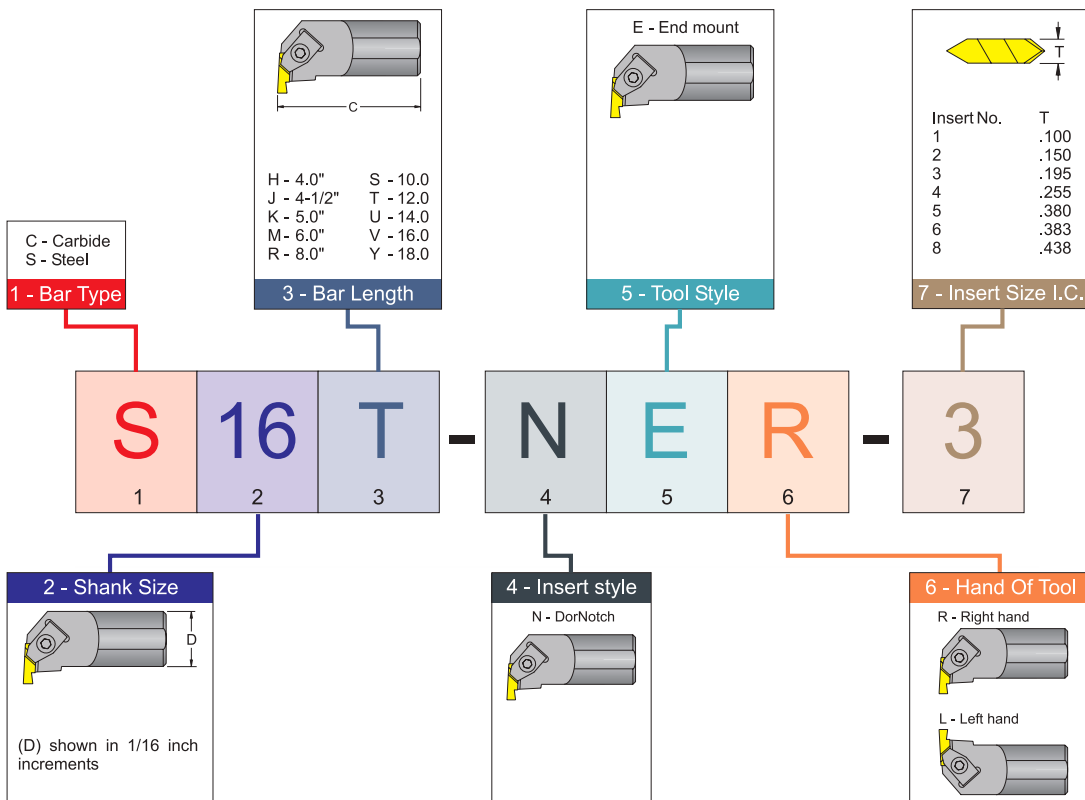 C
H - 4.0" S - 10.0
J - 4-1/2" T - 12.0
K - 5.0" U - 14.0
M - 6.0" V - 16.0
R - 8.0" Y - 18.0
3 - Bar Length
E - End mount
5 - Tool Style
T
Insert No. T
1 .100
2 .150
3 .195
4 .255
5 .380
6 .383
8 .438
7 - Insert Size I.C.
C - Carbide
S - Steel
1 - Bar Type
S 16 T - N E R - 3
1 2 3 4 5 6 7
2 - Shank Size
D
(D) shown in 1/16 inch
increments
4 - Insert style
N - DorNotch
6 - Hand Of Tool
R - Right hand
L - Left hand